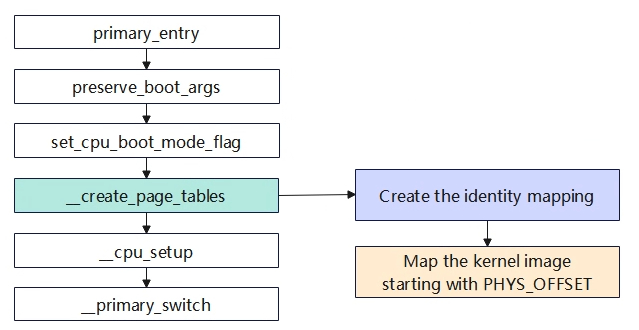 primary_entry
preserve_boot_args
set_cpu_boot_mode_flag
__create_page_tables
__cpu_setup
__primary_switch
Create the identity mapping
Map the kernel image
starting with PHYS_OFFSET